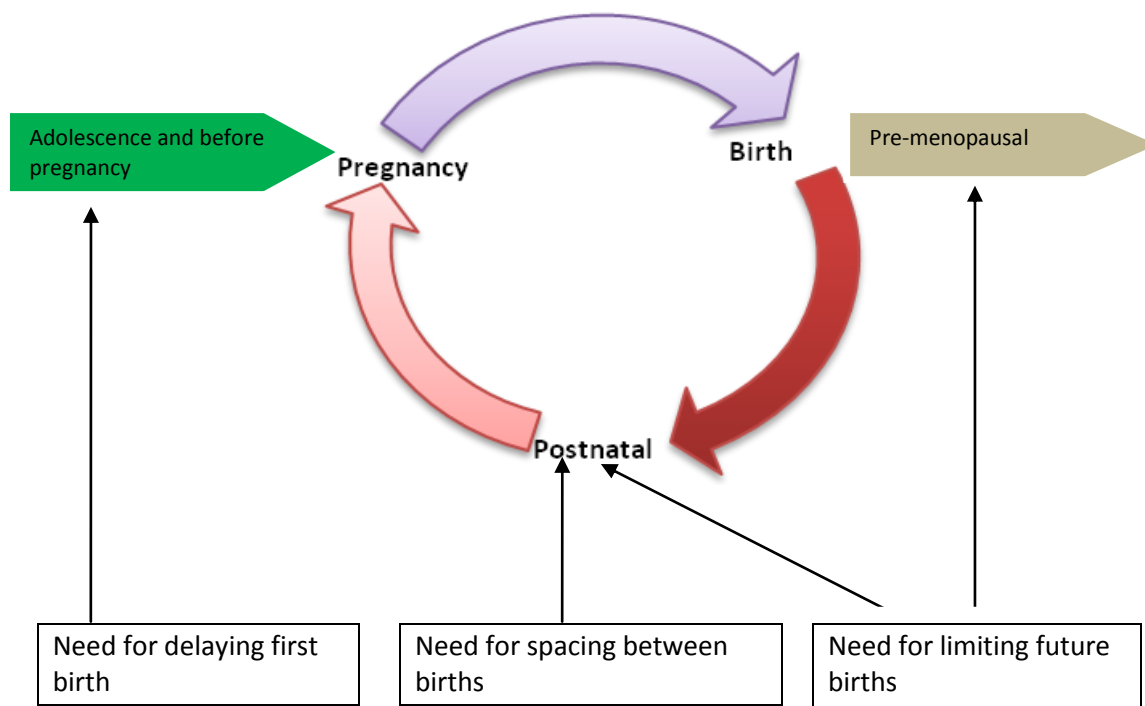 Adolescence and before
pregnancy
Pregnancy
Birth
Pre-menopausal
Postnatal
Need for delaying first
birth
Need for spacing between
births
Need for limiting future
births